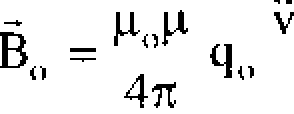 B⃗ₒ = μₒμ / 4π qₒ v⃗